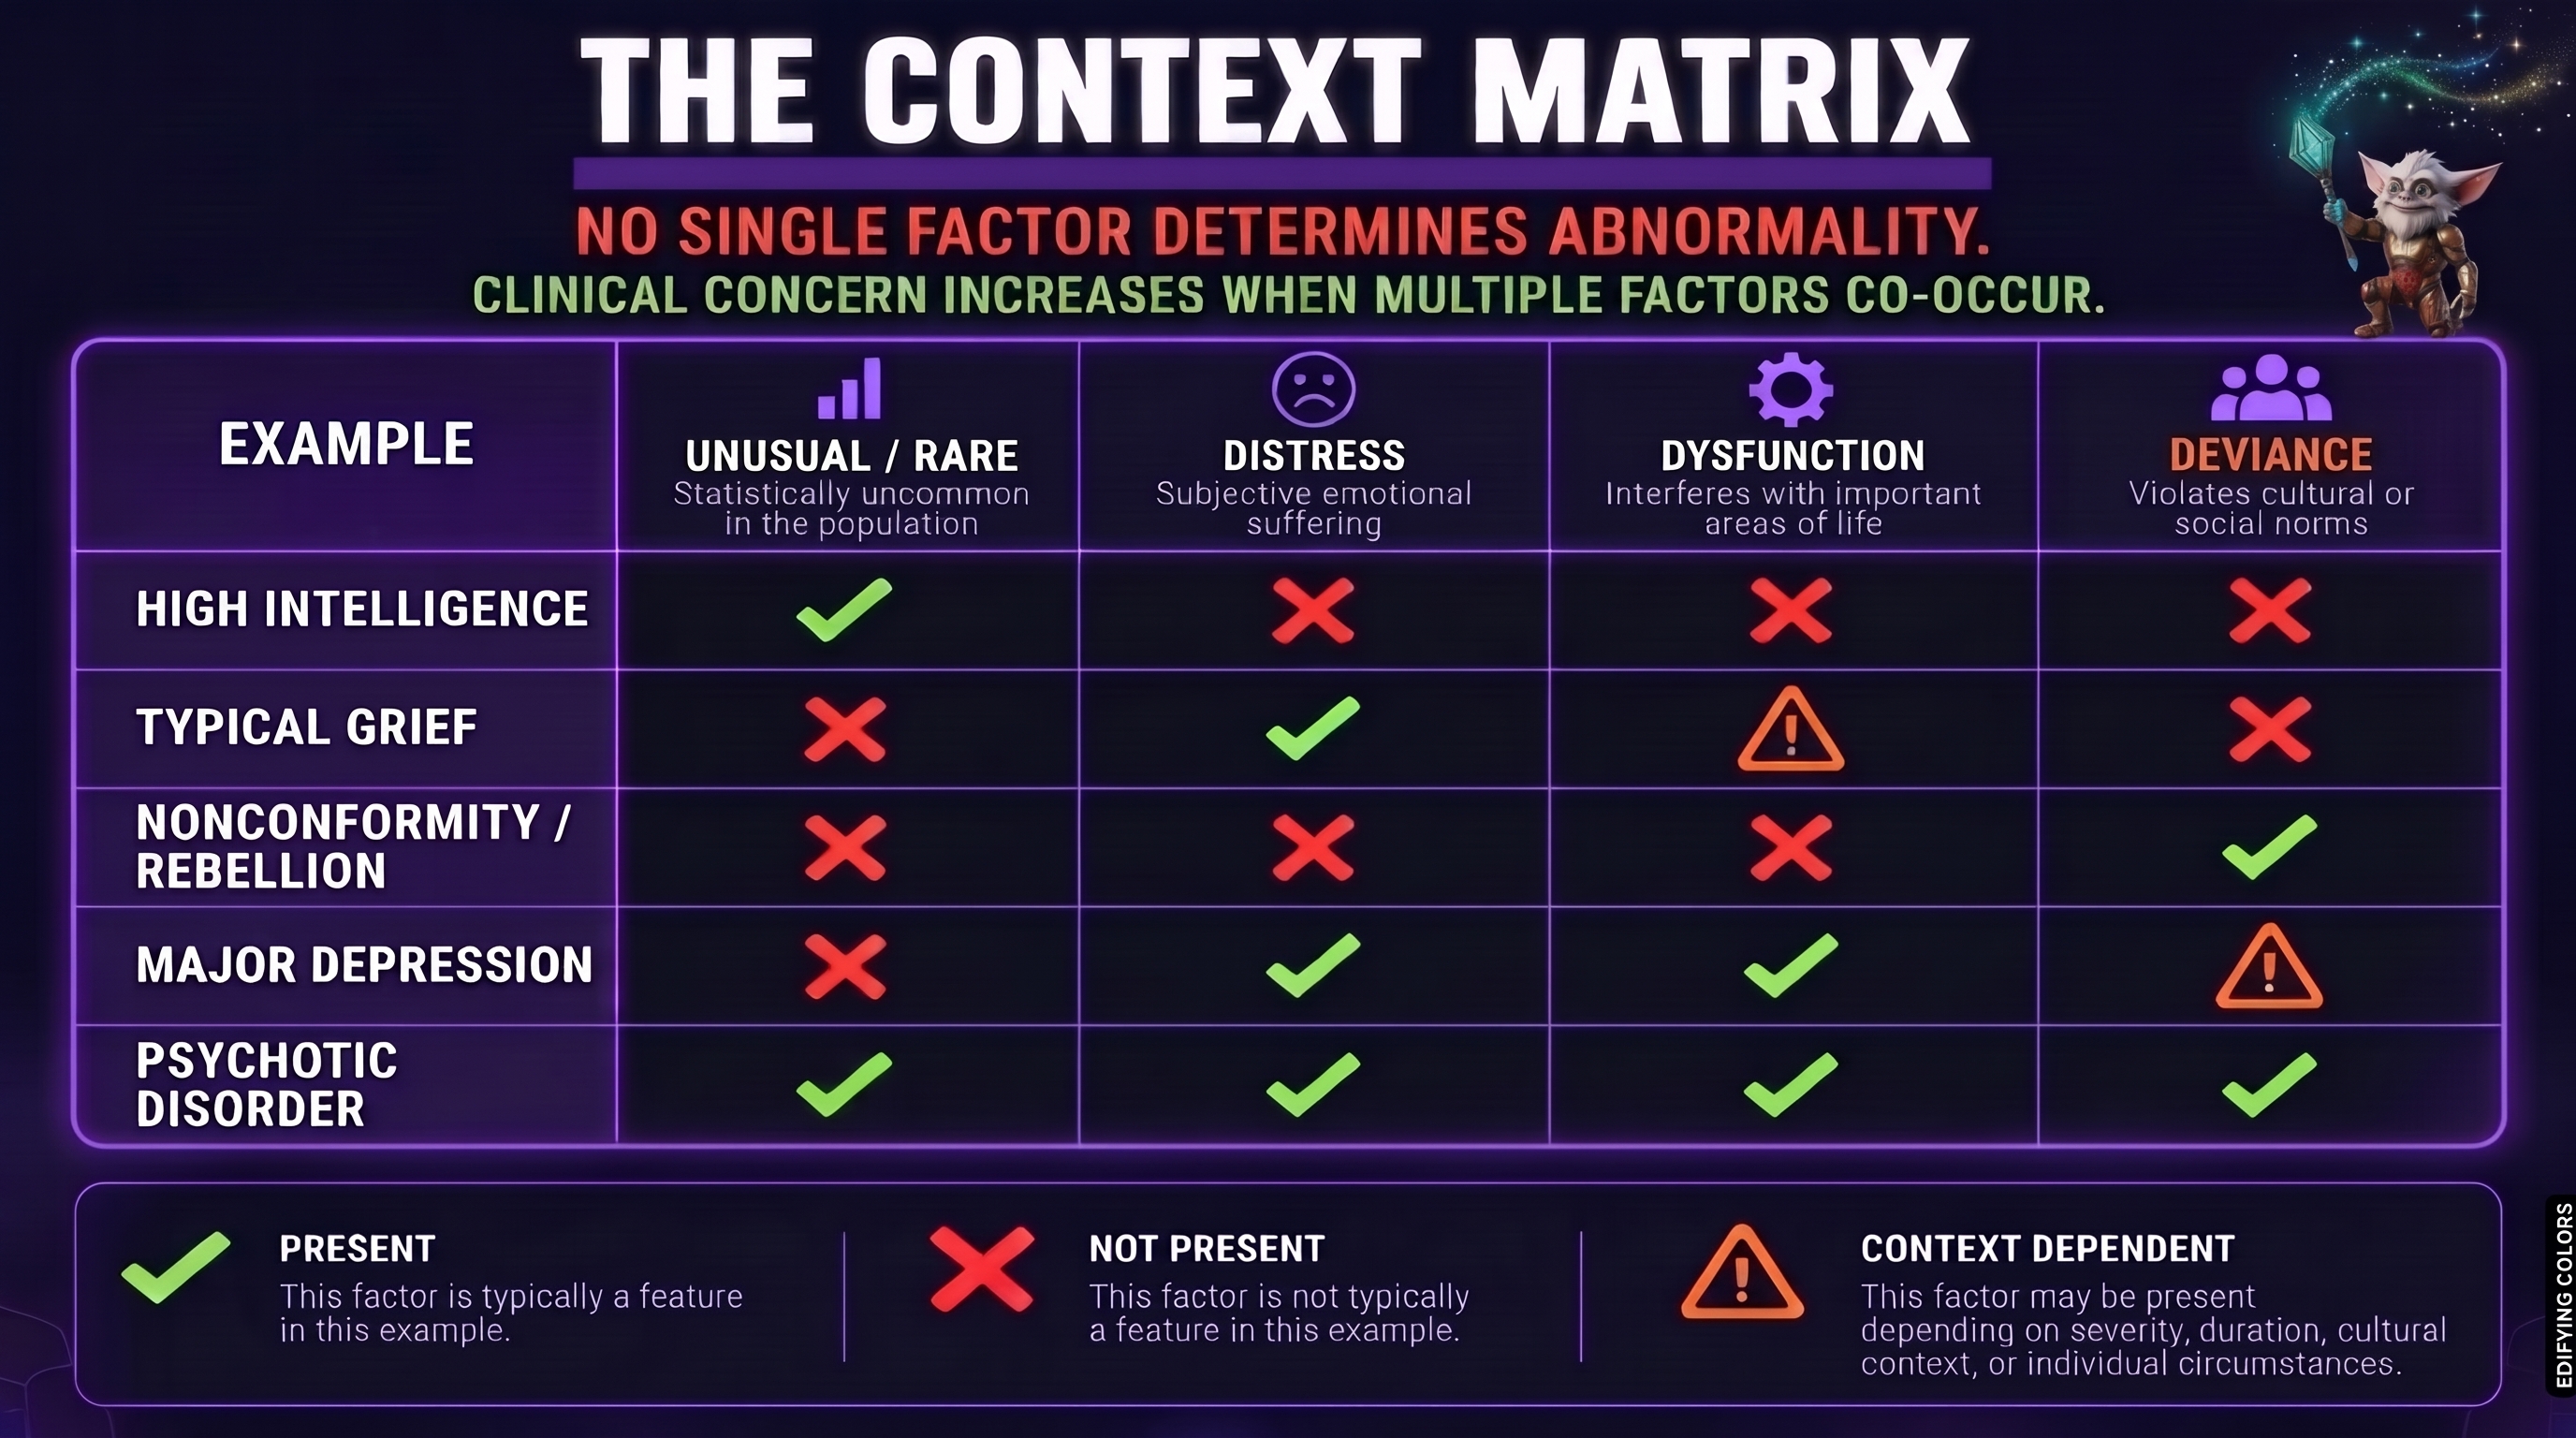 THE CONTEXT MATRIX
NO SINGLE FACTOR DETERMINES ABNORMALITY.
CLINICAL CONCERN INCREASES WHEN MULTIPLE FACTORS CO-OCCUR.
EXAMPLE
UNUSUAL / RARE
Statistically uncommon
in the population
DISTRESS
Subjective emotional
suffering
DYSFUNCTION
Interferes with important
areas of life
DEVIANCE
Violates cultural or
social norms
HIGH INTELLIGENCE
TYPICAL GRIEF
NONCONFORMITY /
REBELLION
MAJOR DEPRESSION
PSYCHOTIC
DISORDER
PRESENT
This factor is typically a feature
in this example.
NOT PRESENT
This factor is not typically
a feature in this example.
CONTEXT DEPENDENT
This factor may be present
depending on severity, duration, cultural
context, or individual circumstances.
EDIFYING COLORS